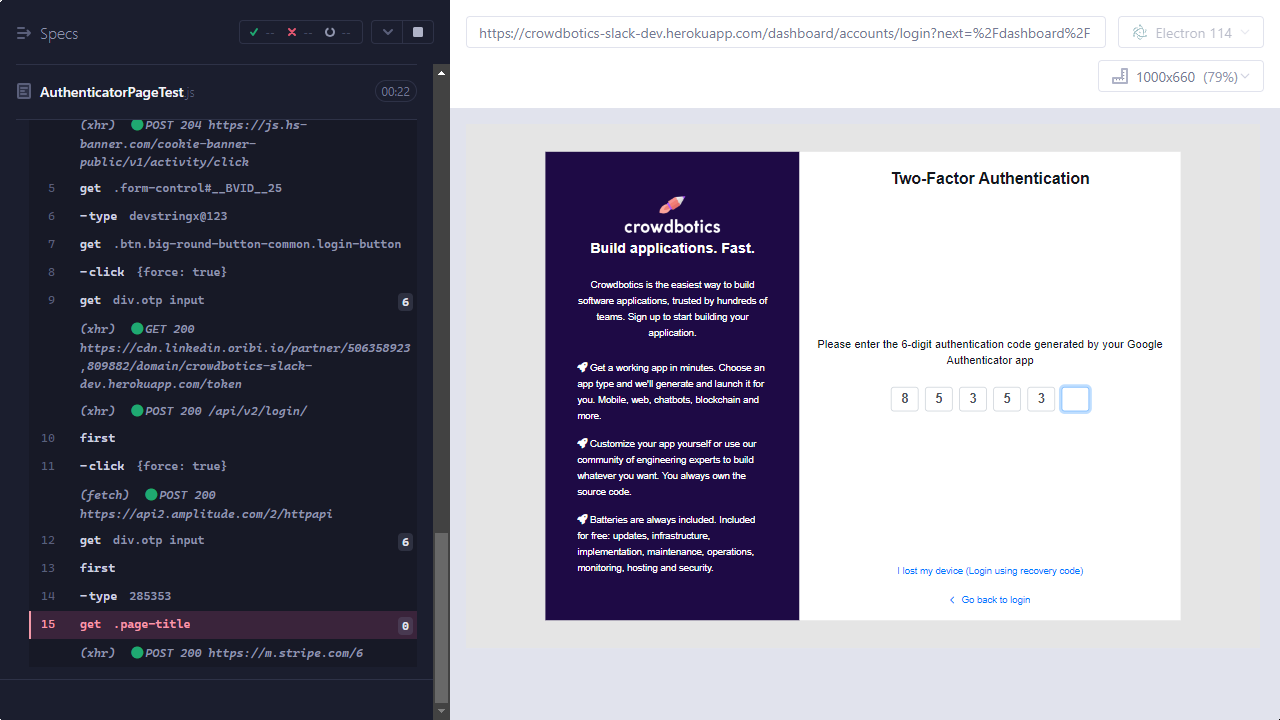 Specs
-- -- --
AuthenticatorPageTest.js 00:22
(xhr) POST 204 https://js.hs-
banner.com/cookie-banner-
public/v1/activity/click
5 get .form-control#__BVID__25
6 -type devstringx@123
7 get .btn.big-round-button-common.login-button
8 -click {force: true}
9 get div.otp input 6
(xhr) GET 200
https://cdn.linkedin.oribi.io/partner/506358923
,809882/domain/crowdbotics-slack-
dev.herokuapp.com/token
(xhr) POST 200 /api/v2/login/
10 first
11 -click {force: true}
(fetch) POST 200
https://api2.amplitude.com/2/httpapi
12 get div.otp input 6
13 first
14 -type 285353
15 get .page-title 0
(xhr) POST 200 https://m.stripe.com/6
https://crowdbotics-slack-dev.herokuapp.com/dashboard/accounts/login?next=%2Fdashboard%2F
Electron 114
1000x660 (79%)
crowdbotics
Build applications. Fast.
Crowdbotics is the easiest way to build
software applications, trusted by hundreds of
teams. Sign up to start building your
application.
Get a working app in minutes. Choose an
app type and we'll generate and launch it for
you. Mobile, web, chatbots, blockchain and
more.
Customize your app yourself or use our
community of engineering experts to build
whatever you want. You always own the
source code.
Batteries are always included. Included
for free: updates, infrastructure,
implementation, maintenance, operations,
monitoring, hosting and security.
Two-Factor Authentication
Please enter the 6-digit authentication code generated by your Google
Authenticator app
8 5 3 5 3
I lost my device (Login using recovery code)
Go back to login